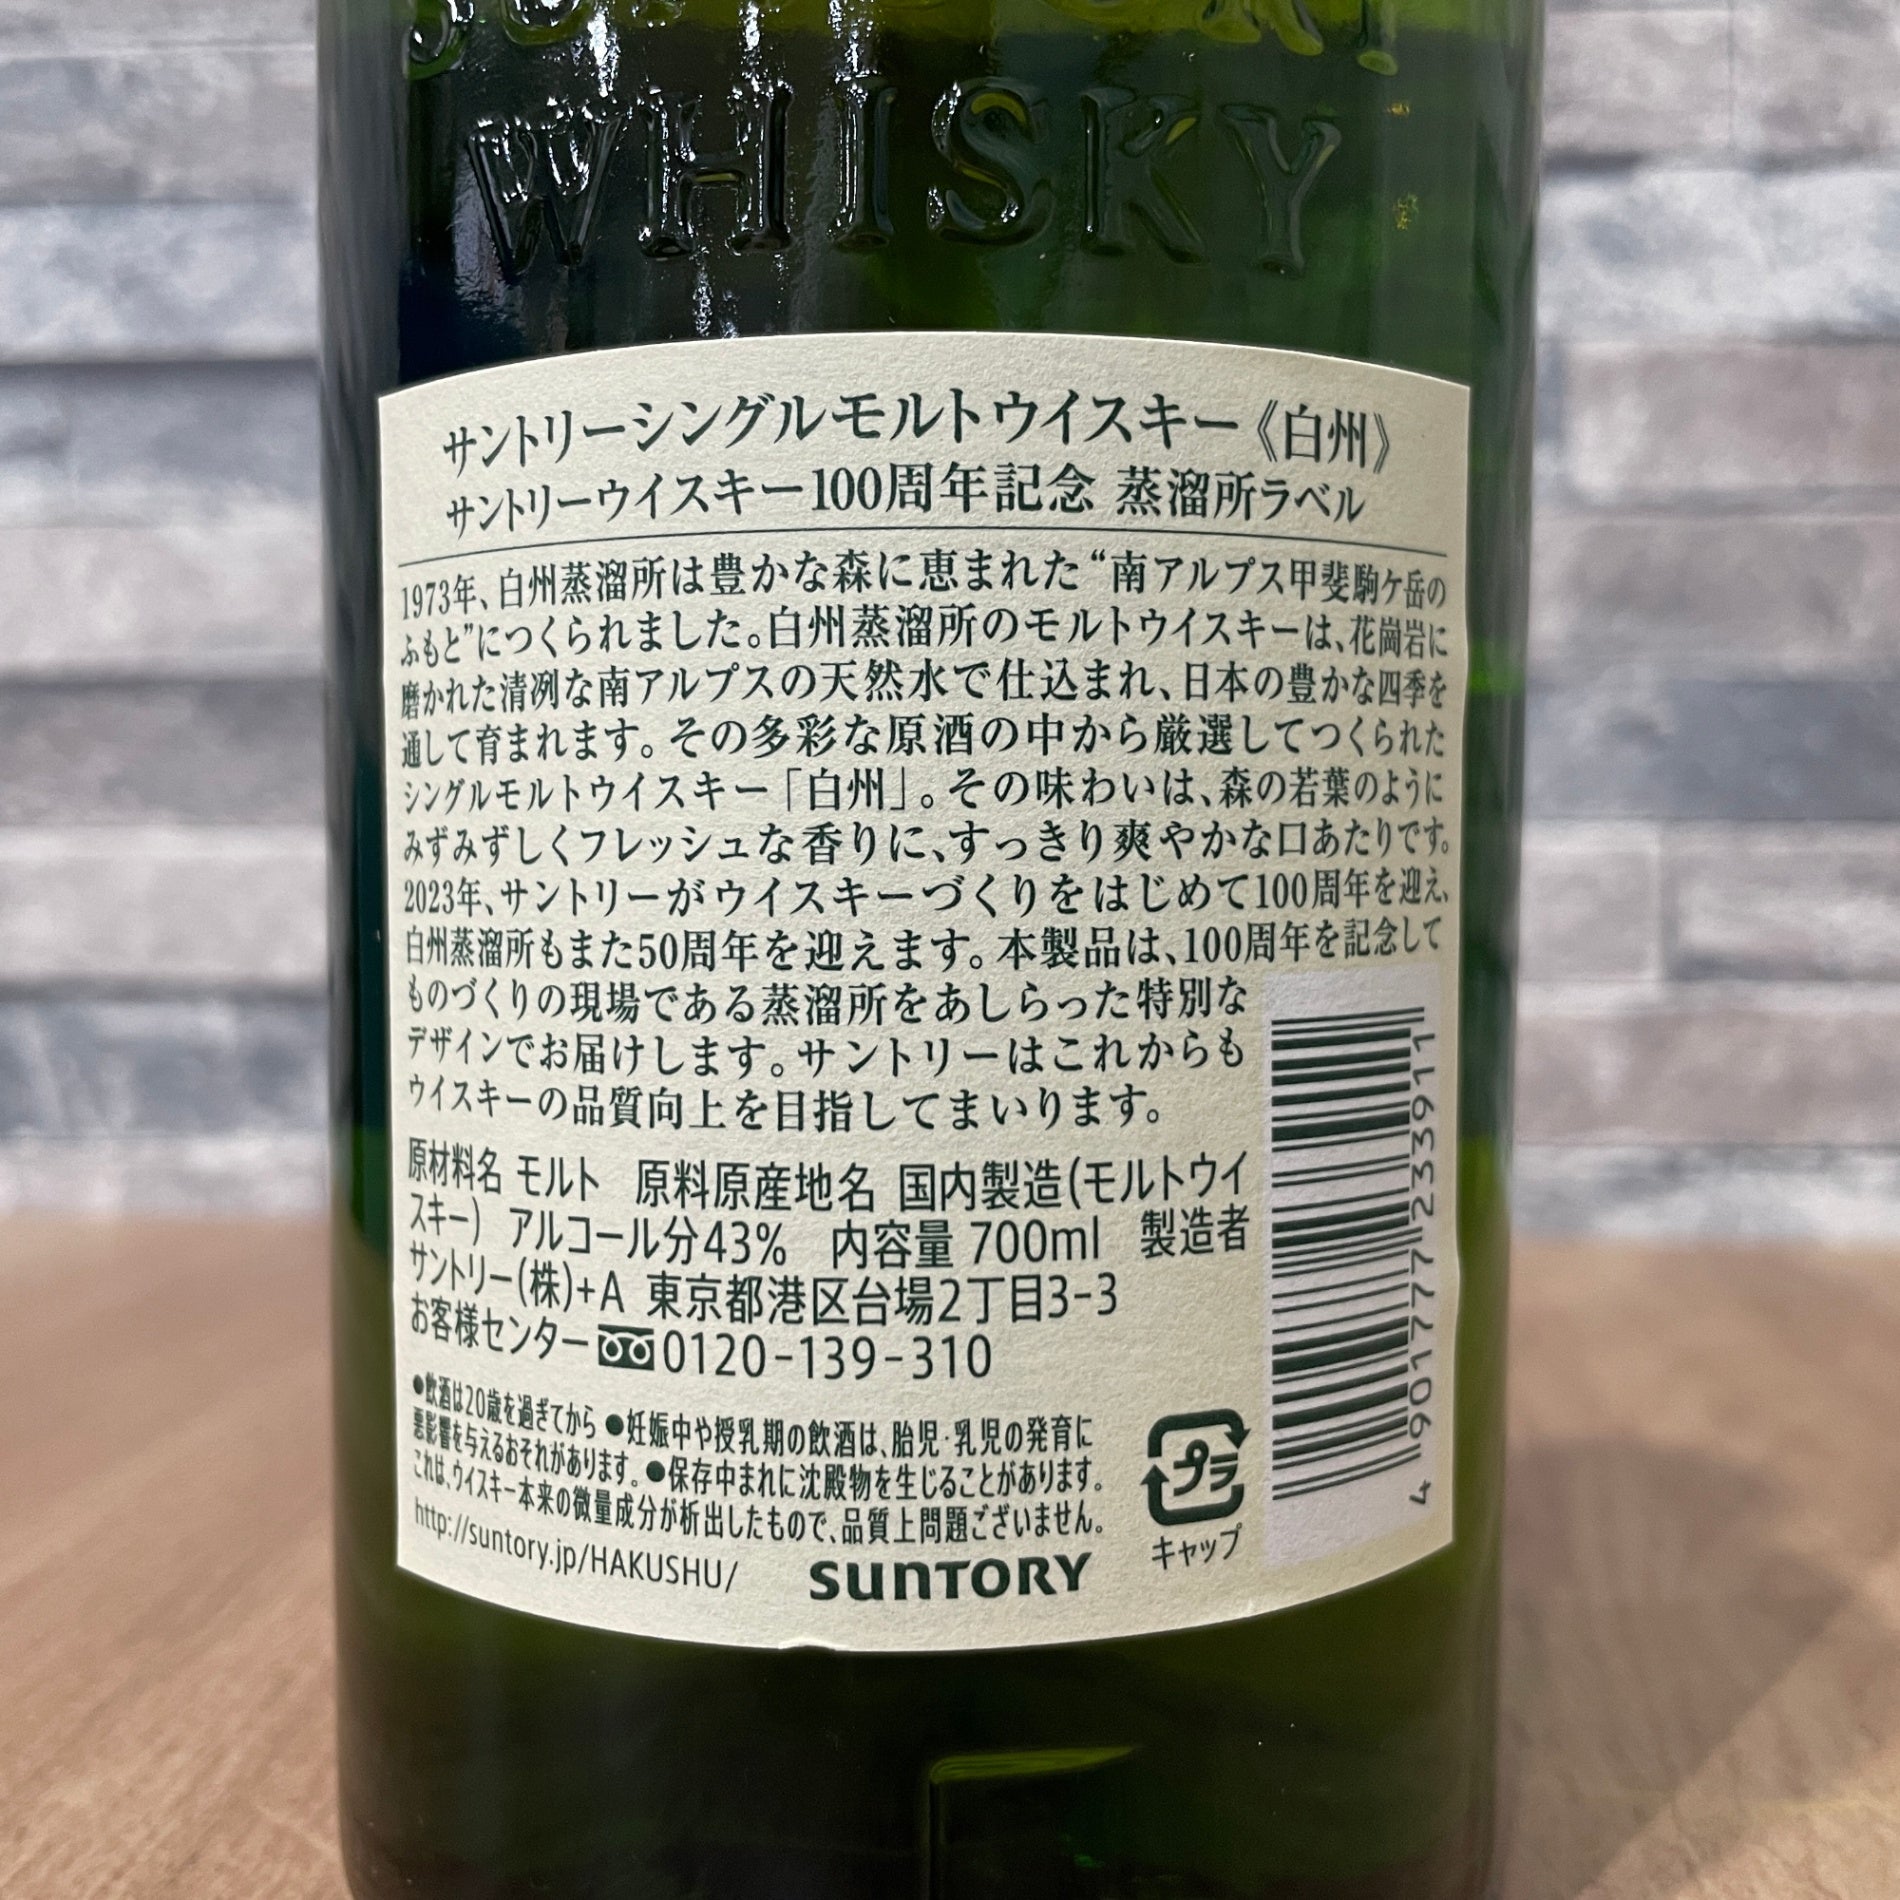 SUNTORY
WHISKY
サントリーシングルモルトウイスキー《白州》
サントリーウイスキー100周年記念 蒸溜所ラベル
1973年、白州蒸溜所は豊かな森に恵まれた“南アルプス甲斐駒ケ岳の
ふもと”につくられました。白州蒸溜所のモルトウイスキーは、花崗岩に
磨かれた清冽な南アルプスの天然水で仕込まれ、日本の豊かな四季を
通して育まれます。その多彩な原酒の中から厳選してつくられた
シングルモルトウイスキー「白州」。その味わいは、森の若葉のように
みずみずしくフレッシュな香りに、すっきり爽やかな口あたりです。
2023年、サントリーがウイスキーづくりをはじめて100周年を迎え、
白州蒸溜所もまた50周年を迎えます。本製品は、100周年を記念して
ものづくりの現場である蒸溜所をあしらった特別な
デザインでお届けします。サントリーはこれからも
ウイスキーの品質向上を目指してまいります。
原材料名 モルト 原料原産地名 国内製造(モルトウイ
スキー) アルコール分43% 内容量 700ml 製造者
サントリー(株)+A 東京都港区台場2丁目3-3
お客様センター 0120-139-310
●飲酒は20歳を過ぎてから ●妊娠中や授乳期の飲酒は、胎児・乳児の発育に
悪影響を与えるおそれがあります。●保存中まれに沈殿物を生じることがあります。
これは、ウイスキー本来の微量成分が析出したもので、品質上問題ございません。
http://suntory.jp/HAKUSHU/
SUNTORY
プラ
キャップ
4 901777 233911